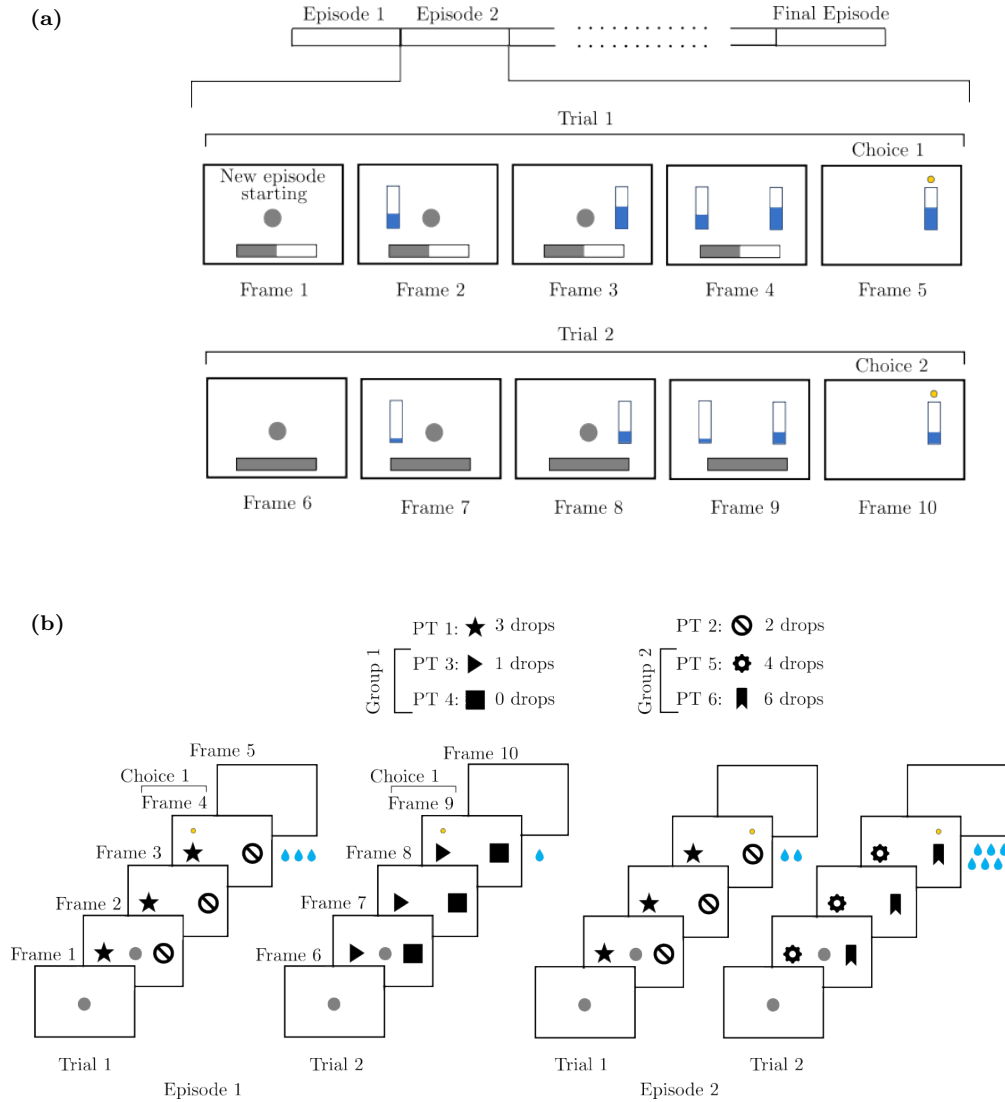 (a)
Episode 1 Episode 2 Final Episode
Trial 1
Choice 1
New episode
starting
Frame 1 Frame 2 Frame 3 Frame 4 Frame 5
Trial 2
Choice 2
Frame 6 Frame 7 Frame 8 Frame 9 Frame 10
(b)
Group 1
PT 1: 3 drops
PT 3: 1 drops
PT 4: 0 drops
Group 2
PT 2: 2 drops
PT 5: 4 drops
PT 6: 6 drops
Frame 5
Choice 1
Frame 4
Frame 3
Frame 2
Frame 1
Trial 1
Frame 10
Choice 1
Frame 9
Frame 8
Frame 7
Frame 6
Trial 2
Episode 1
Trial 1
Trial 2
Episode 2